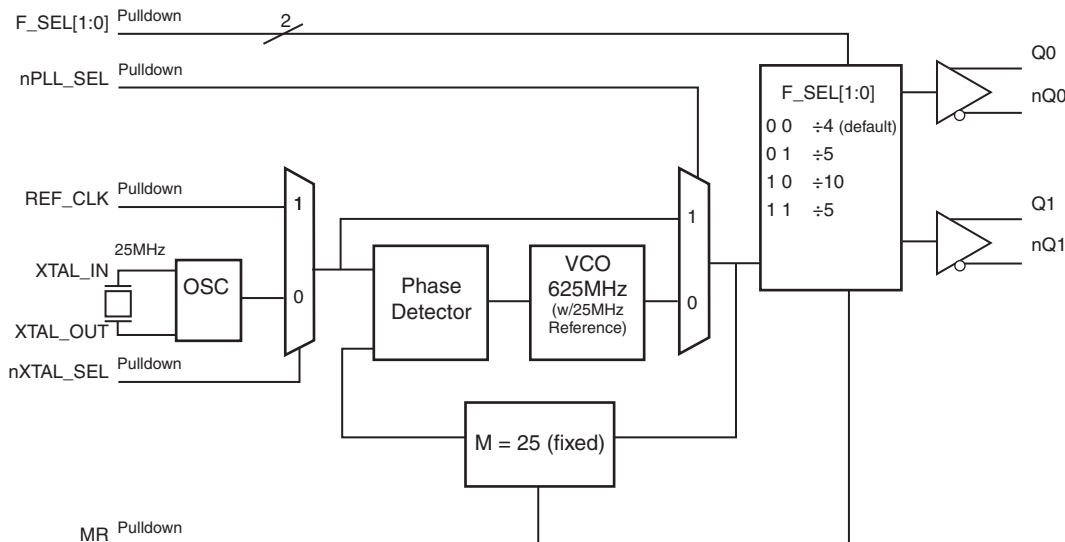 F_SEL[1:0] Pulldown
2
nPLL_SEL Pulldown
REF_CLK Pulldown
25MHz
XTAL_IN
XTAL_OUT
OSC
nXTAL_SEL Pulldown
1
0
Phase
Detector
VCO
625MHz
(w/25MHz
Reference)
1
0
M = 25 (fixed)
MR Pulldown
F_SEL[1:0]
0 0 ÷4 (default)
0 1 ÷5
1 0 ÷10
1 1 ÷5
Q0
nQ0
Q1
nQ1